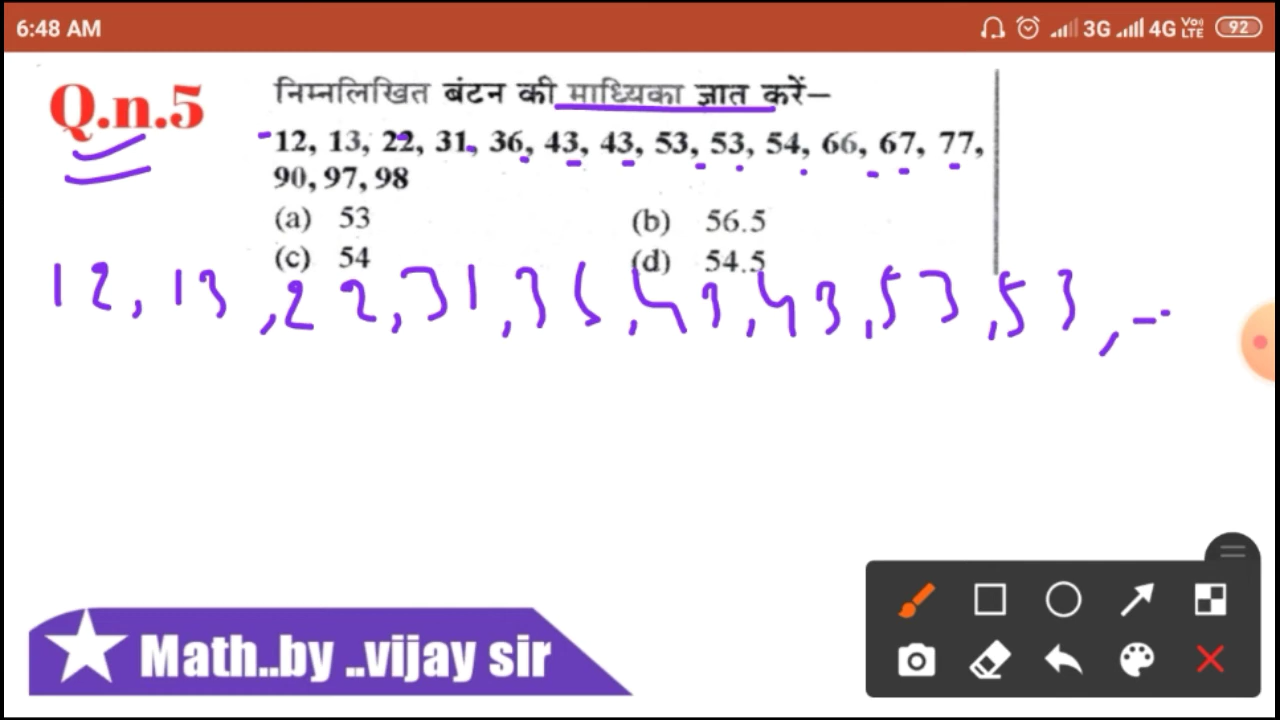 6:48 AM 3G 4G Vo) LTE 92
Q.n.5
निम्नलिखित बंटन की माध्यिका ज्ञात करें–
12, 13, 22, 31, 36, 43, 43, 53, 53, 54, 66, 67, 77,
90, 97, 98
(a) 53 (b) 56.5
(c) 54 (d) 54.5
12, 13, 22, 31, 36, 43, 43, 53, 53, --
Math..by ..vijay sir